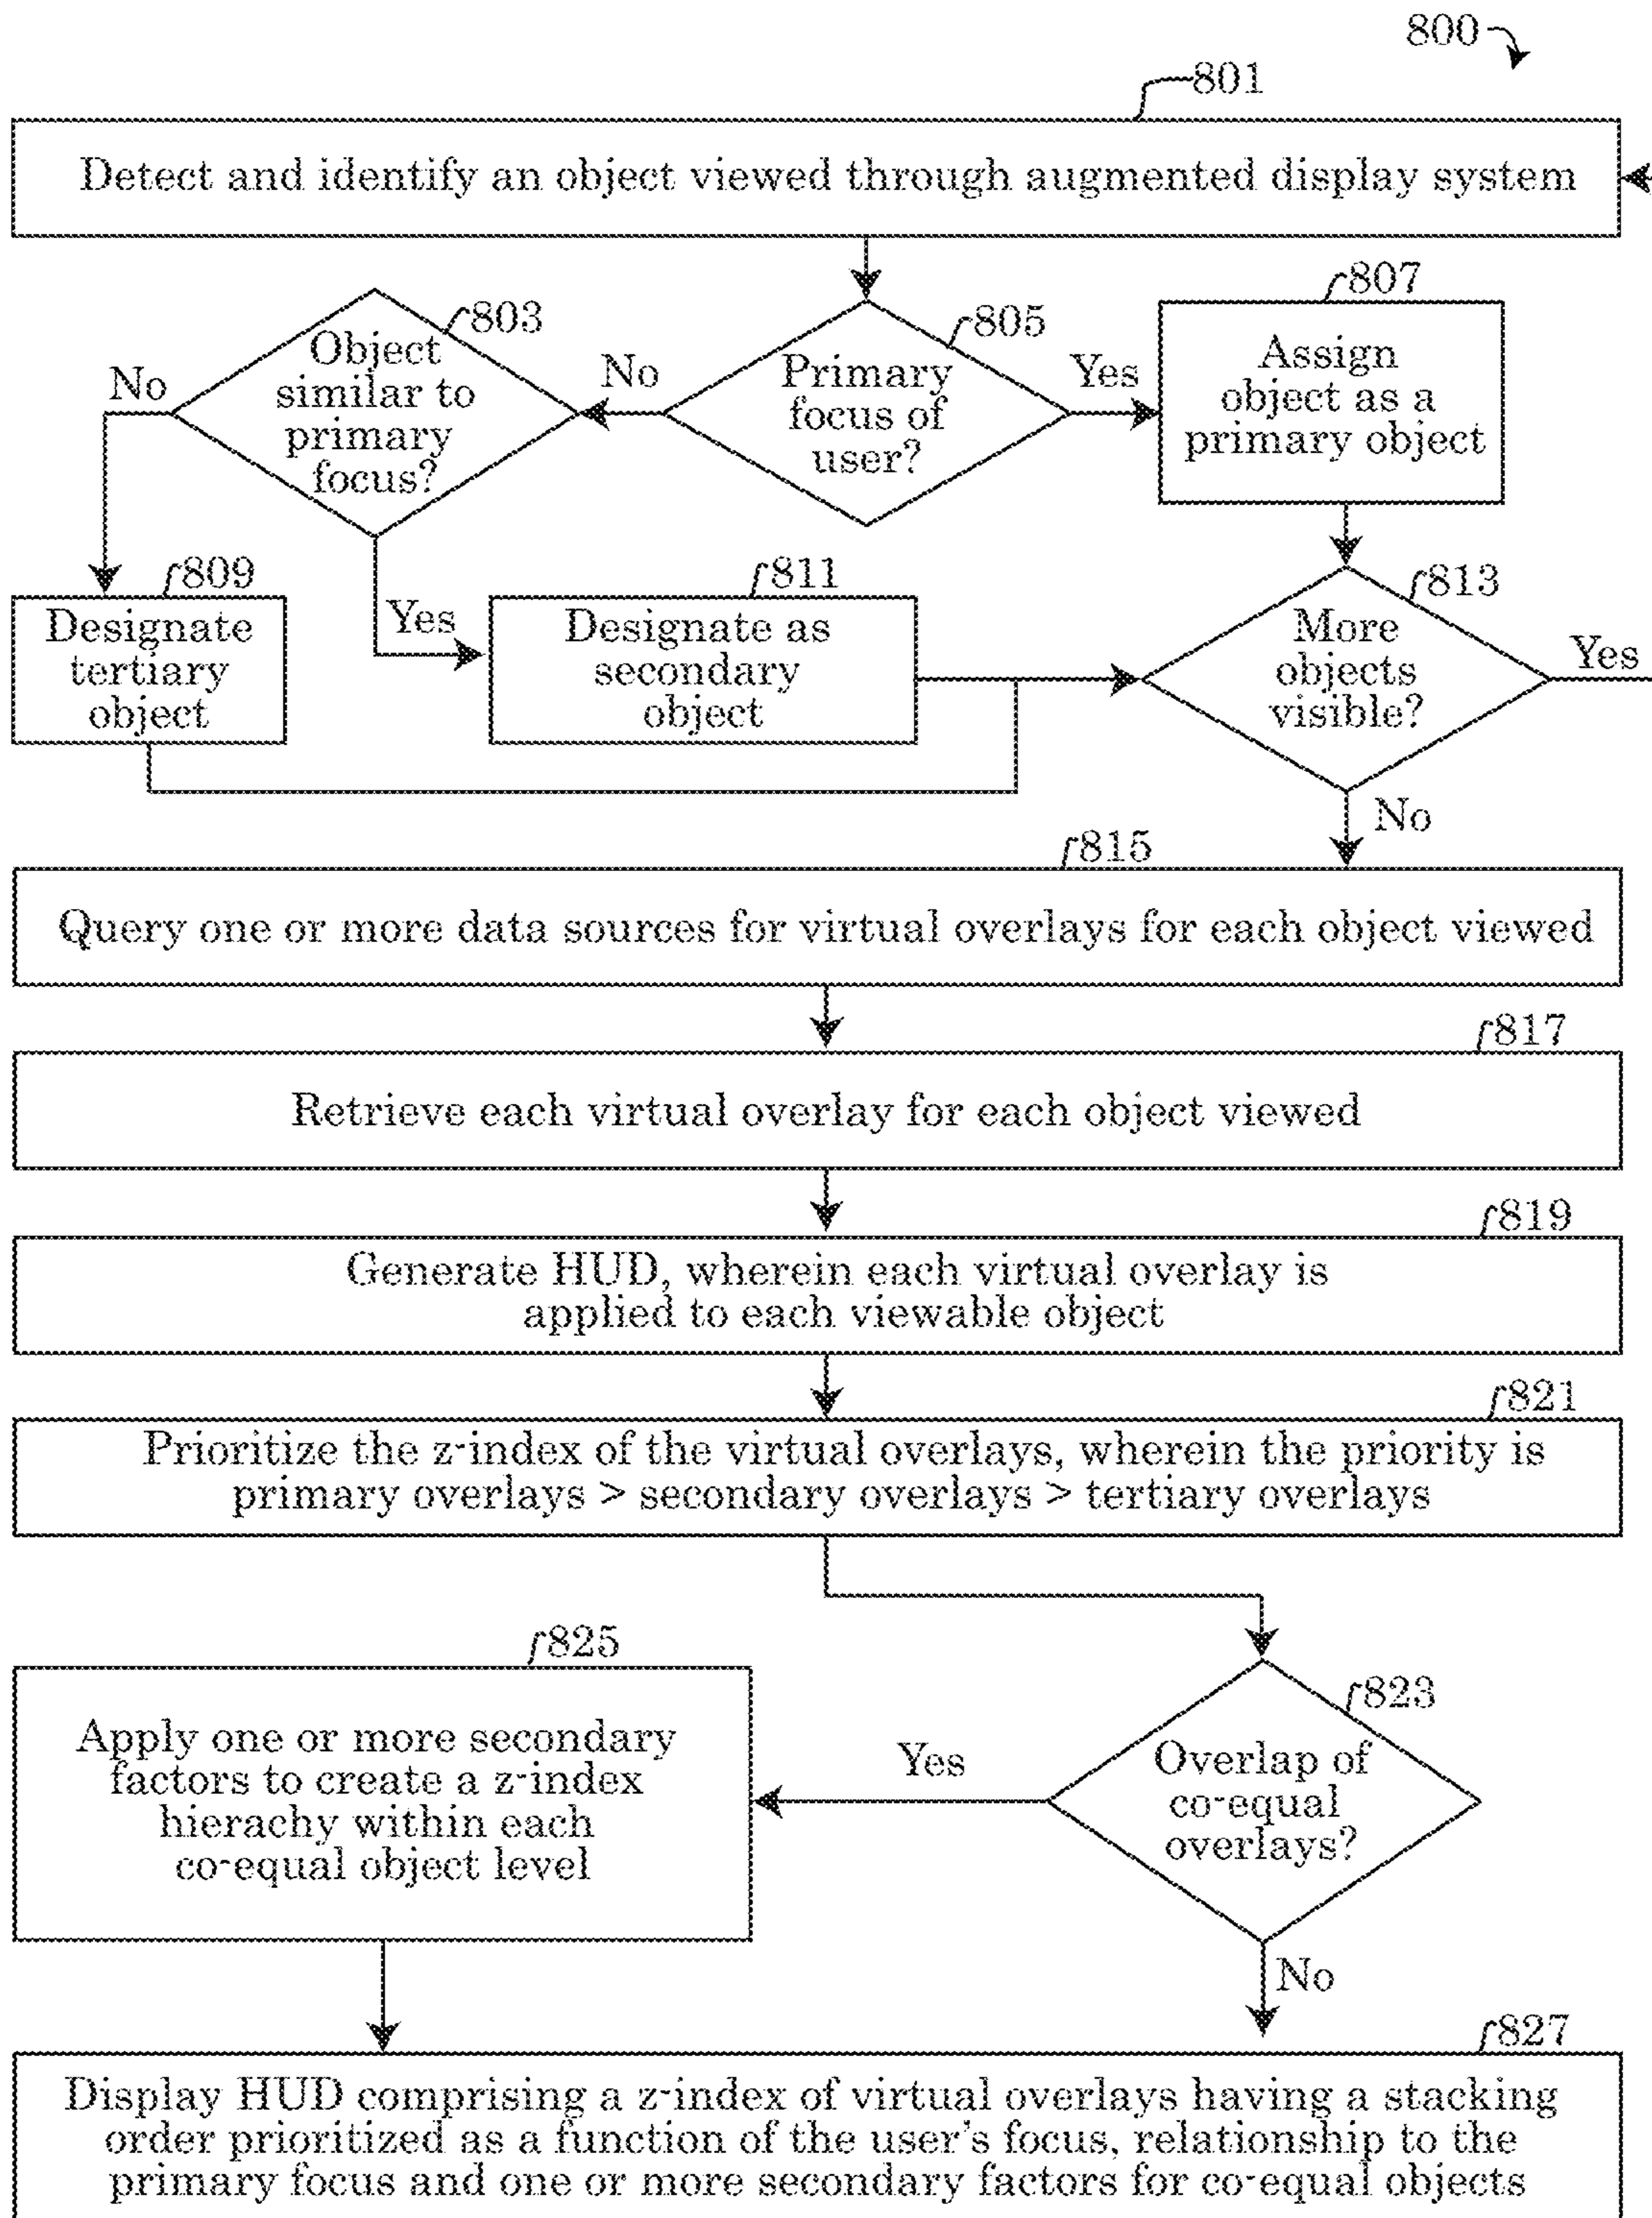 800
801
Detect and identify an object viewed through augmented display system
803
Object
similar to
primary
focus?
No
Yes
805
Primary
focus of
user?
No
Yes
807
Assign
object as a
primary object
809
Designate
tertiary
object
811
Designate as
secondary
object
813
More
objects
visible?
Yes
No
815
Query one or more data sources for virtual overlays for each object viewed
817
Retrieve each virtual overlay for each object viewed
819
Generate HUD, wherein each virtual overlay is
applied to each viewable object
821
Prioritize the z-index of the virtual overlays, wherein the priority is
primary overlays > secondary overlays > tertiary overlays
825
Apply one or more secondary
factors to create a z-index
hierachy within each
co-equal object level
Yes
823
Overlap of
co-equal
overlays?
No
827
Display HUD comprising a z-index of virtual overlays having a stacking
order prioritized as a function of the user's focus, relationship to the
primary focus and one or more secondary factors for co-equal objects